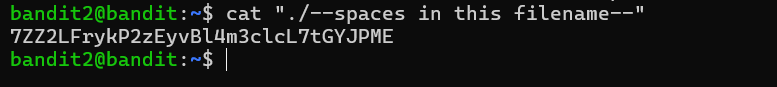 bandit2@bandit:~$ cat "./--spaces in this filename--"
7ZZ2LFrykP2zEyvBl4m3clcL7tGYJPME
bandit2@bandit:~$